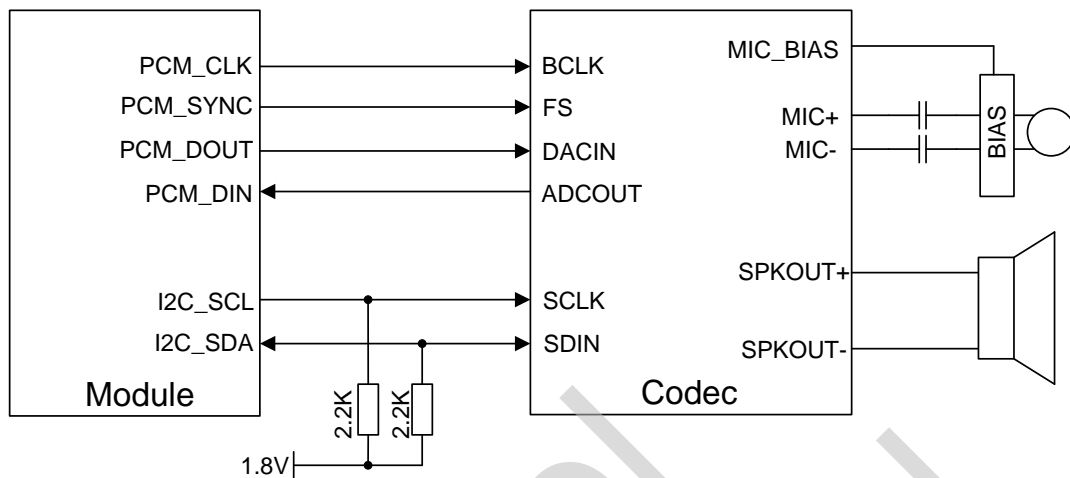 PCM_CLK
PCM_SYNC
PCM_DOUT
PCM_DIN
I2C_SCL
I2C_SDA
Module
BCLK
FS
DACIN
ADCOUT
SCLK
SDIN
Codec
MIC_BIAS
MIC+
MIC-
SPKOUT+
SPKOUT-
BIAS
2.2K
2.2K
1.8V